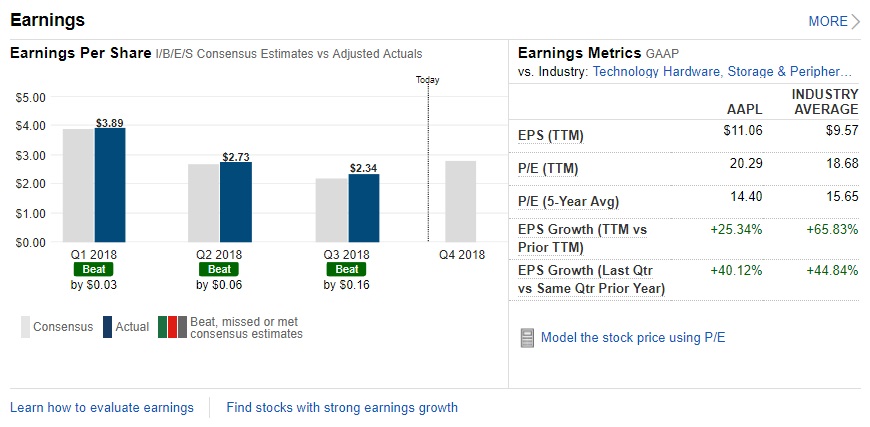 Earnings
MORE
Earnings Per Share I/B/E/S Consensus Estimates vs Adjusted Actuals
Today
$5.00
$4.00
$3.00
$2.00
$1.00
$0.00
$3.89
$2.73
$2.34
Q1 2018
Q2 2018
Q3 2018
Q4 2018
Beat
Beat
Beat
by $0.03
by $0.06
by $0.16
Consensus
Actual
Beat, missed or met
consensus estimates
Earnings Metrics GAAP
vs. Industry: Technology Hardware, Storage & Peripher...
INDUSTRY
AAPL AVERAGE
EPS (TTM) $11.06 $9.57
P/E (TTM) 20.29 18.68
P/E (5-Year Avg) 14.40 15.65
EPS Growth (TTM vs +25.34% +65.83%
Prior TTM)
EPS Growth (Last Qtr +40.12% +44.84%
vs Same Qtr Prior Year)
Model the stock price using P/E
Learn how to evaluate earnings
Find stocks with strong earnings growth